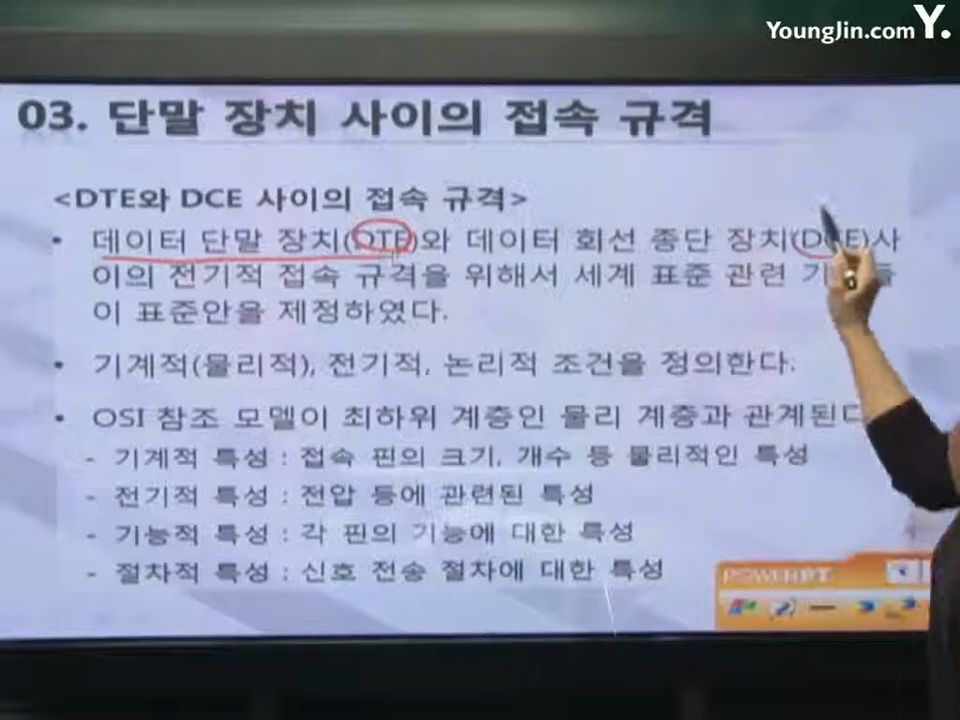 YoungJin.com Y.
03. 단말 장치 사이의 접속 규격
<DTE와 DCE 사이의 접속 규격>
• 데이터 단말 장치(DTE)와 데이터 회선 종단 장치(DCE)사
이의 전기적 접속 규격을 위해서 세계 표준 관련 기
이 표준안을 제정하였다.
• 기계적(물리적), 전기적, 논리적 조건을 정의한다.
• OSI 참조 모델이 최하위 계층인 물리 계층과 관계된다
- 기계적 특성 : 접속 핀의 크기, 개수 등 물리적인 특성
- 전기적 특성 : 전압 등에 관련된 특성
- 기능적 특성 : 각 핀의 기능에 대한 특성
- 절차적 특성 : 신호 전송 절차에 대한 특성
POWERPPT